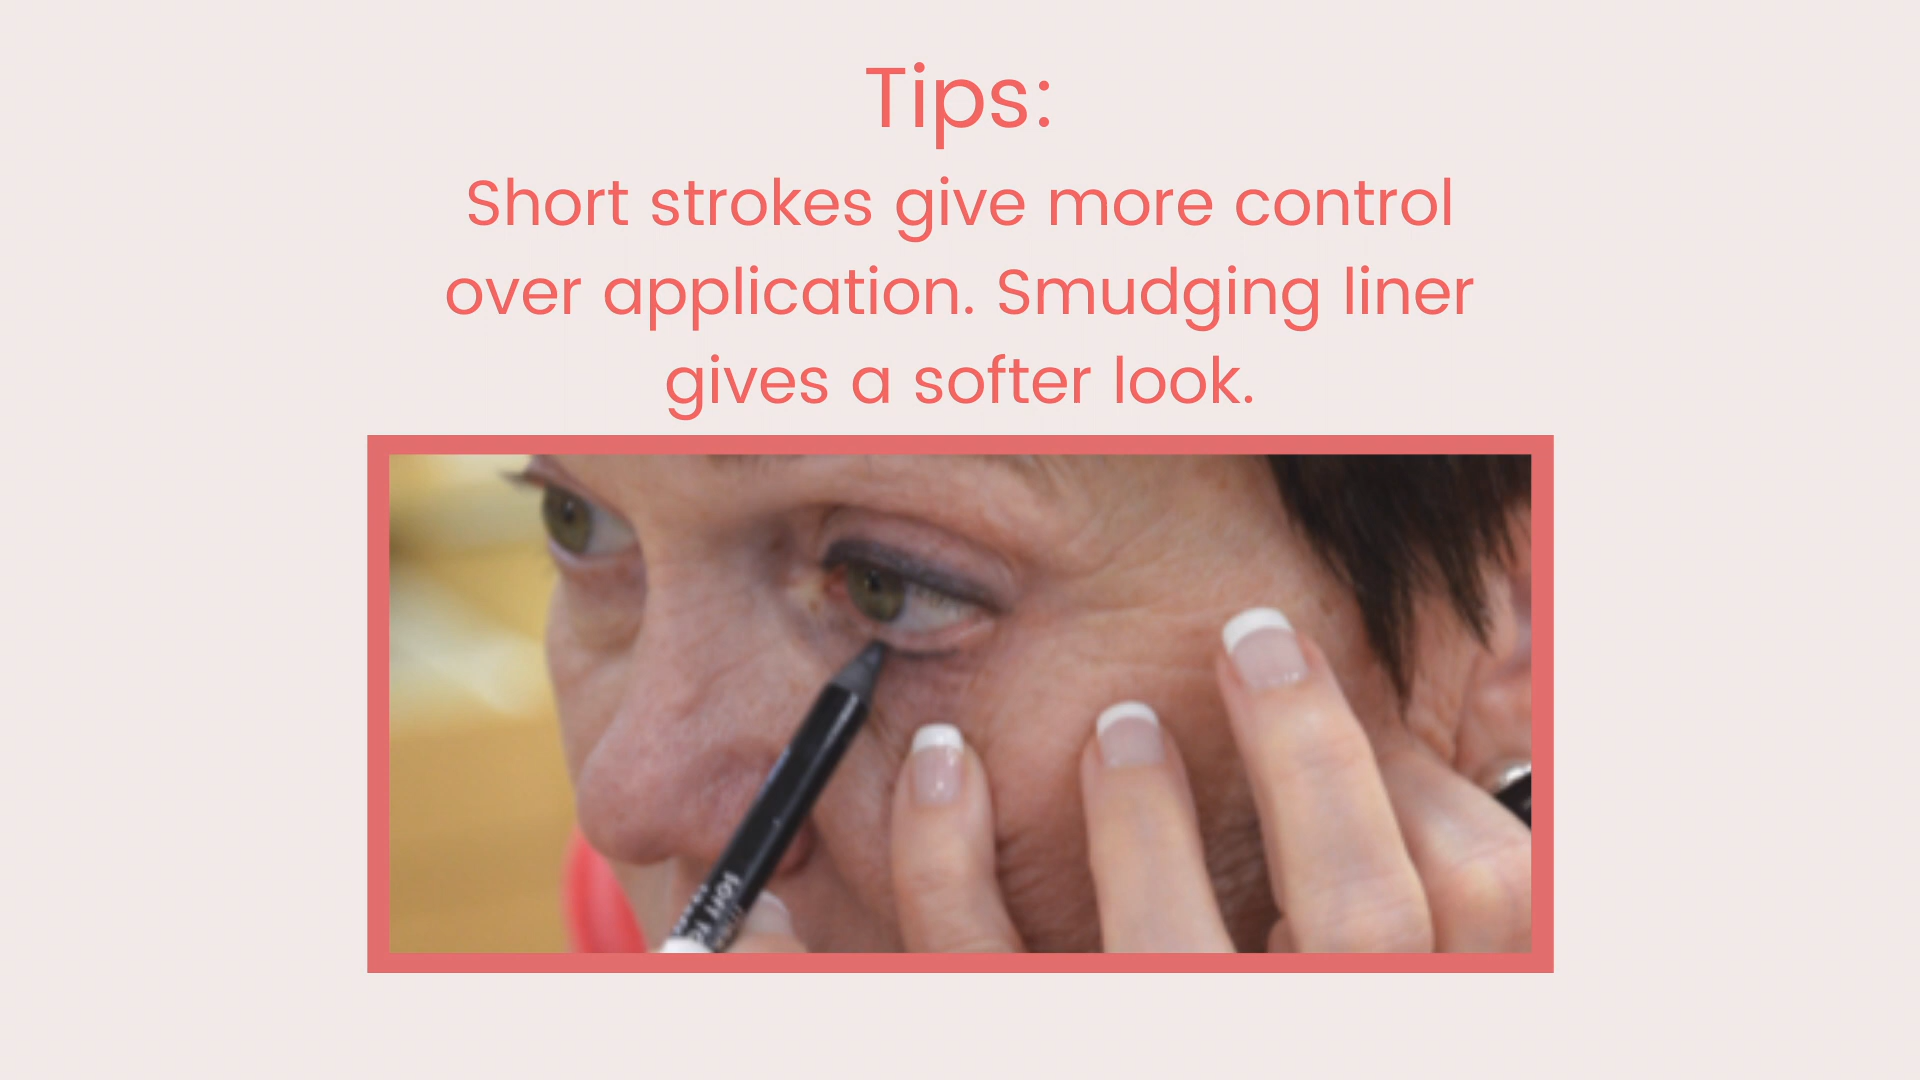 Tips:
Short strokes give more control
over application. Smudging liner
gives a softer look.